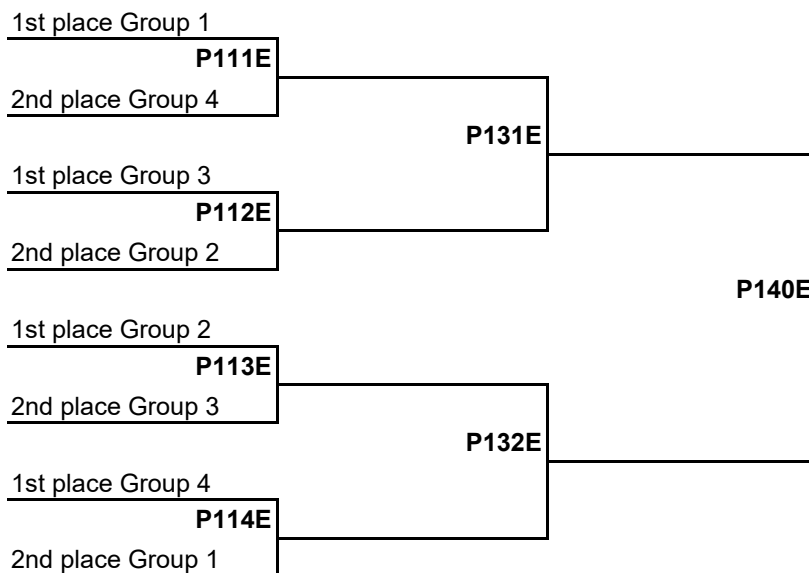 1st place Group 1
P111E
2nd place Group 4
P131E
1st place Group 3
P112E
2nd place Group 2
P140E
1st place Group 2
P113E
2nd place Group 3
P132E
1st place Group 4
P114E
2nd place Group 1